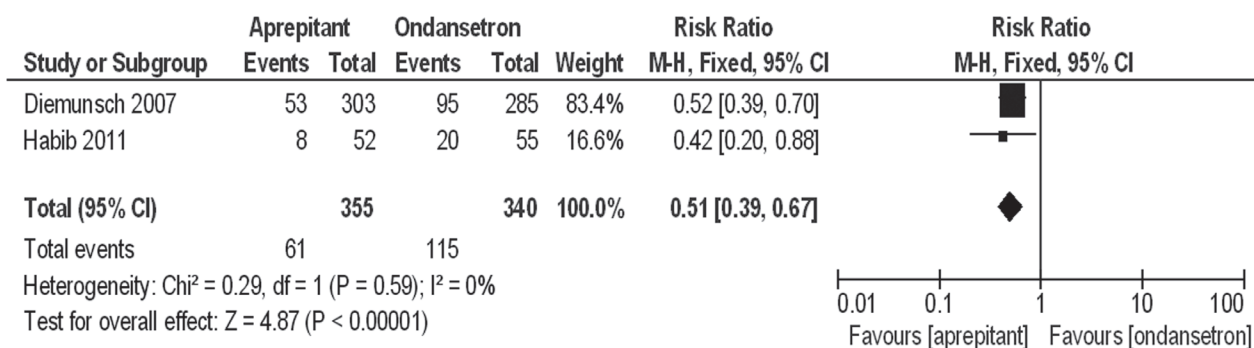 Aprepitant Ondansetron Risk Ratio Risk Ratio
Study or Subgroup Events Total Events Total Weight M-H, Fixed, 95% CI M-H, Fixed, 95% CI
Diemunsch 2007 53 303 95 285 83.4% 0.52 [0.39, 0.70]
Habib 2011 8 52 20 55 16.6% 0.42 [0.20, 0.88]
Total (95% CI) 355 340 100.0% 0.51 [0.39, 0.67]
Total events 61 115
Heterogeneity: Chi² = 0.29, df = 1 (P = 0.59); I² = 0%
Test for overall effect: Z = 4.87 (P < 0.00001)
0.01 0.1 1 10 100
Favours [aprepitant] Favours [ondansetron]